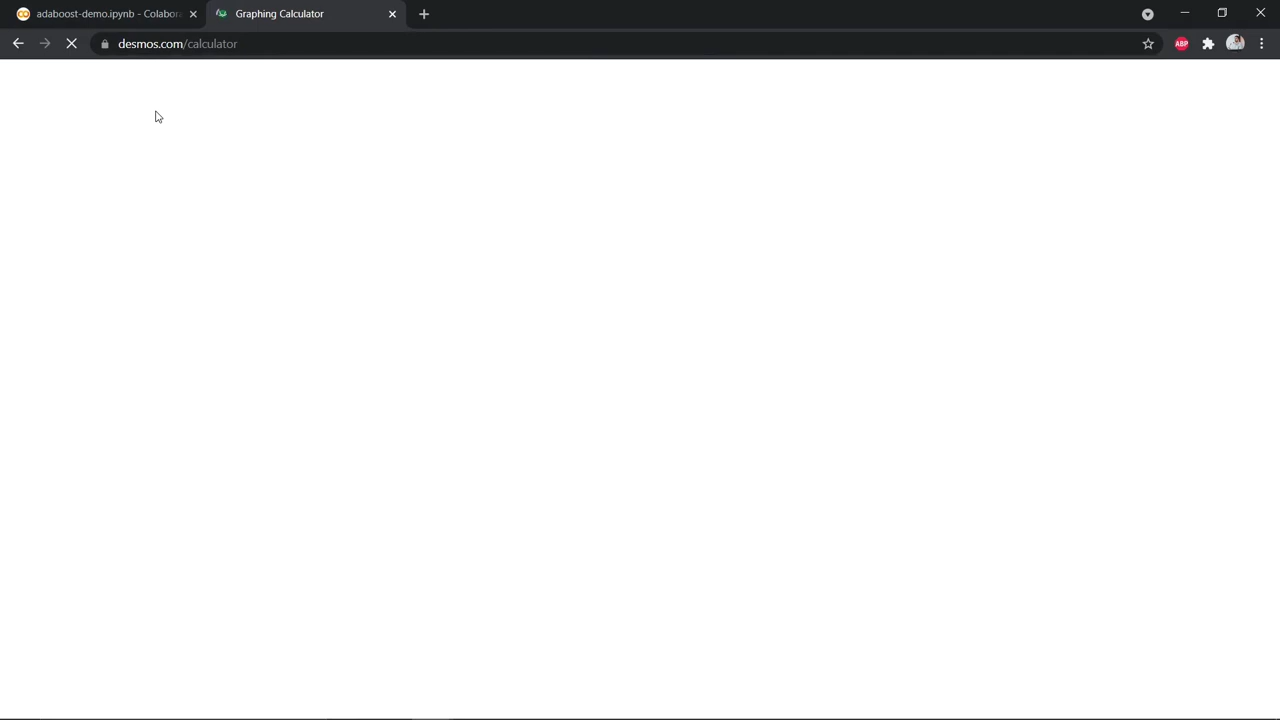 adaboost-demo.ipynb - Colabora
Graphing Calculator
desmos.com/calculator
ABP